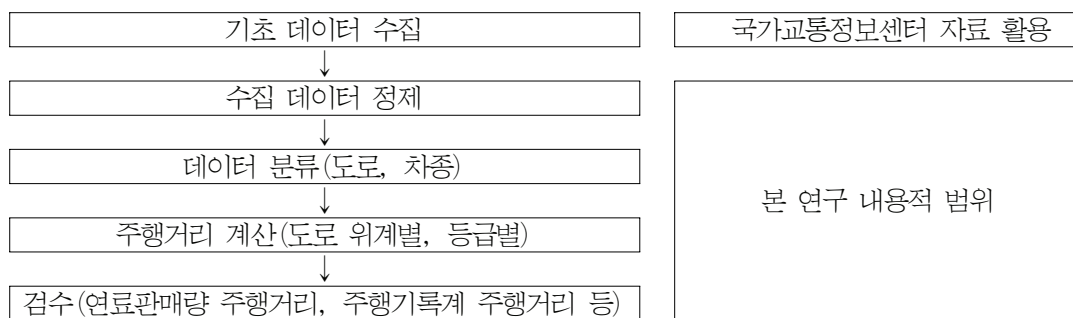 기초 데이터 수집
국가교통정보센터 자료 활용
수집 데이터 정제
데이터 분류(도로, 차종)
본 연구 내용적 범위
주행거리 계산(도로 위계별, 등급별)
검수(연료판매량 주행거리, 주행기록계 주행거리 등)